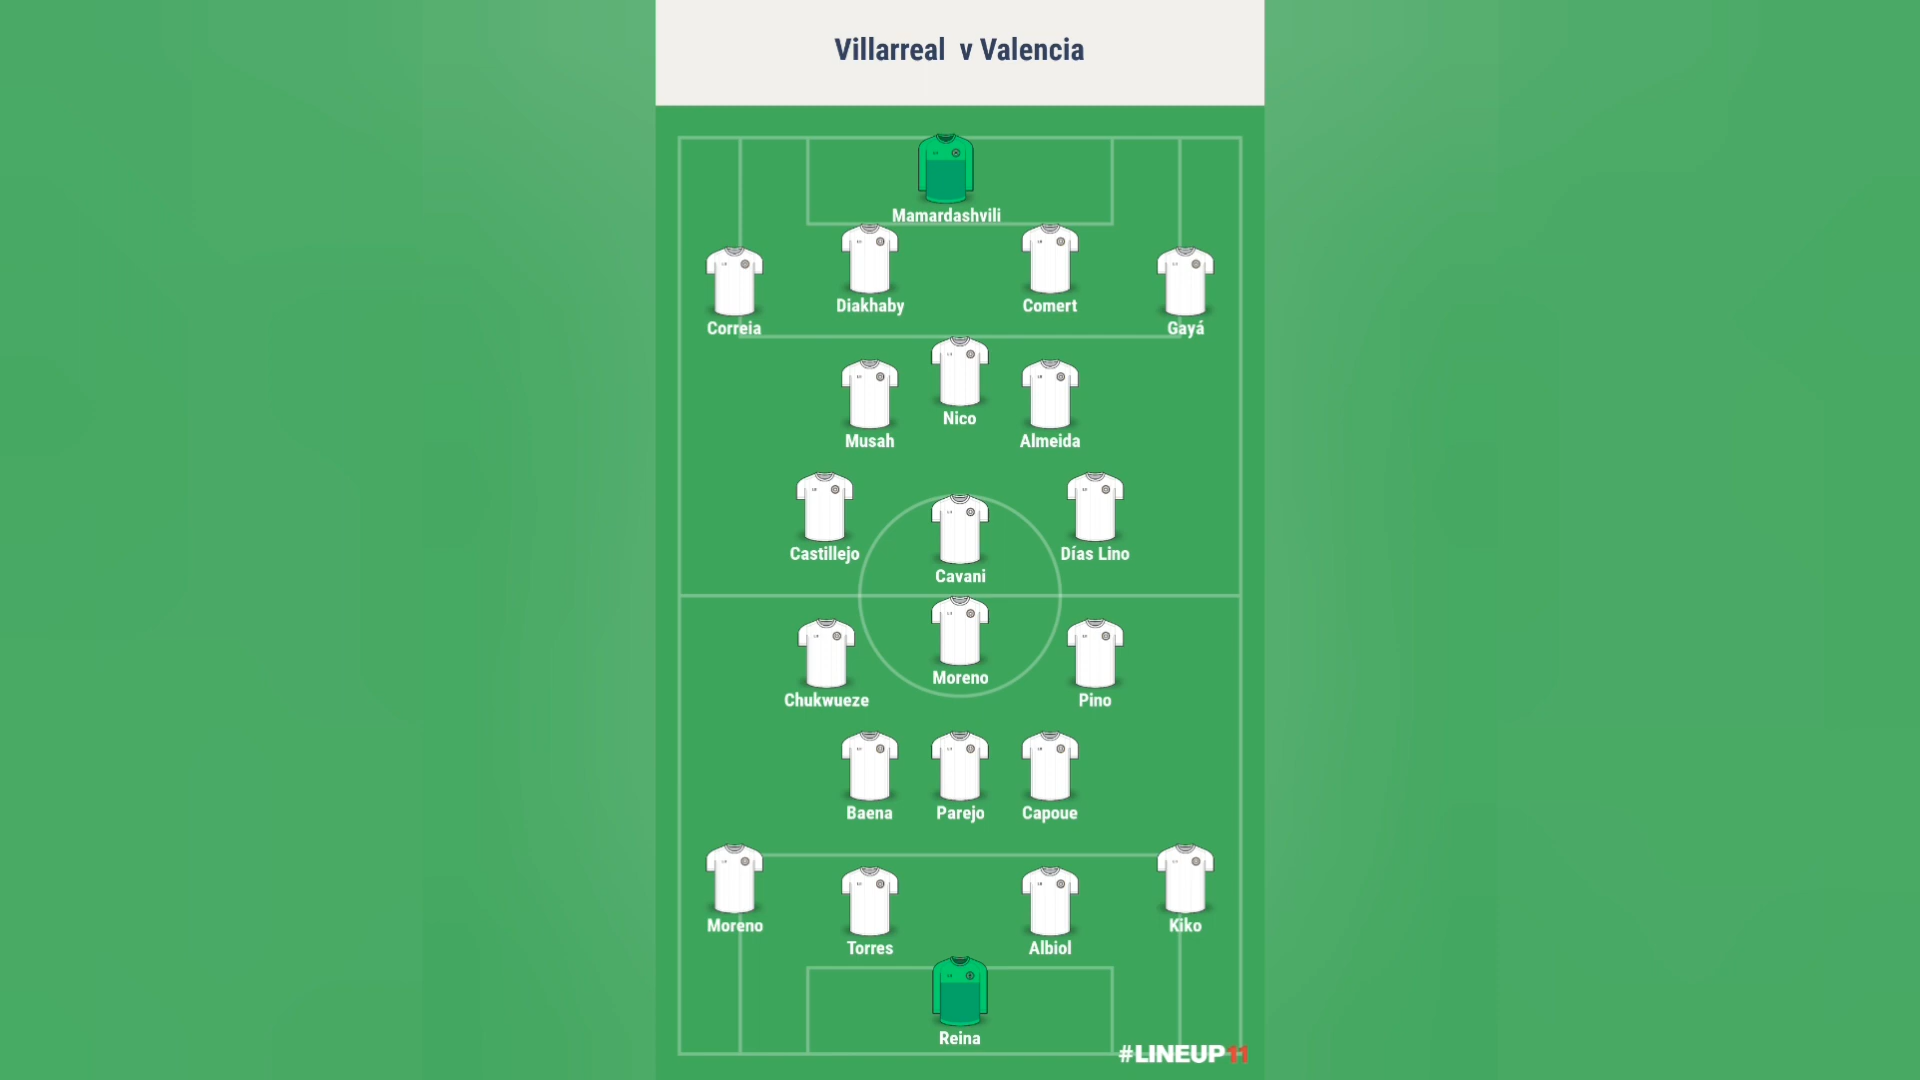 Villarreal v Valencia
Mamardashvili
Diakhaby
Comert
Correia
Gayá
Nico
Musah
Almeida
Castillejo
Días Lino
Cavani
Moreno
Chukwueze
Pino
Baena
Parejo
Capoue
Moreno
Kiko
Torres
Albiol
Reina
#LINEUP11